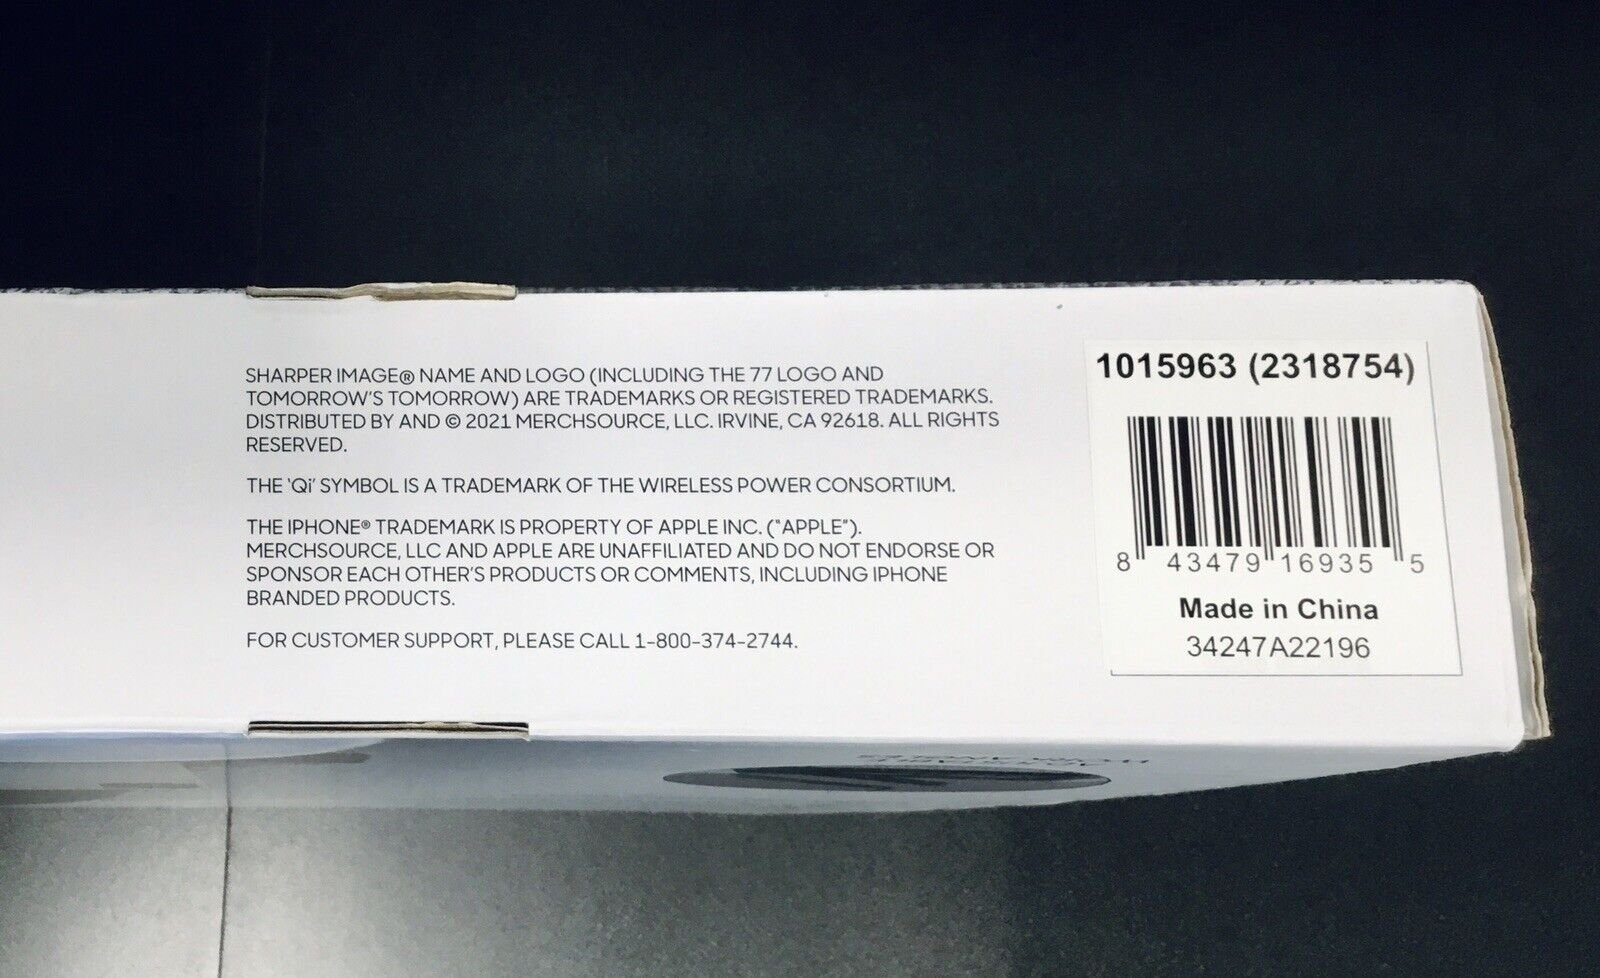 SHARPER IMAGE® NAME AND LOGO (INCLUDING THE 77 LOGO AND
TOMORROW'S TOMORROW) ARE TRADEMARKS OR REGISTERED TRADEMARKS.
DISTRIBUTED BY AND © 2021 MERCHSOURCE, LLC. IRVINE, CA 92618. ALL RIGHTS
RESERVED.
THE 'Qi' SYMBOL IS A TRADEMARK OF THE WIRELESS POWER CONSORTIUM.
THE IPHONE® TRADEMARK IS PROPERTY OF APPLE INC. ("APPLE").
MERCHSOURCE, LLC AND APPLE ARE UNAFFILIATED AND DO NOT ENDORSE OR
SPONSOR EACH OTHER'S PRODUCTS OR COMMENTS, INCLUDING IPHONE
BRANDED PRODUCTS.
FOR CUSTOMER SUPPORT, PLEASE CALL 1-800-374-2744.
1015963 (2318754)
8 43479 16935 5
Made in China
34247A22196